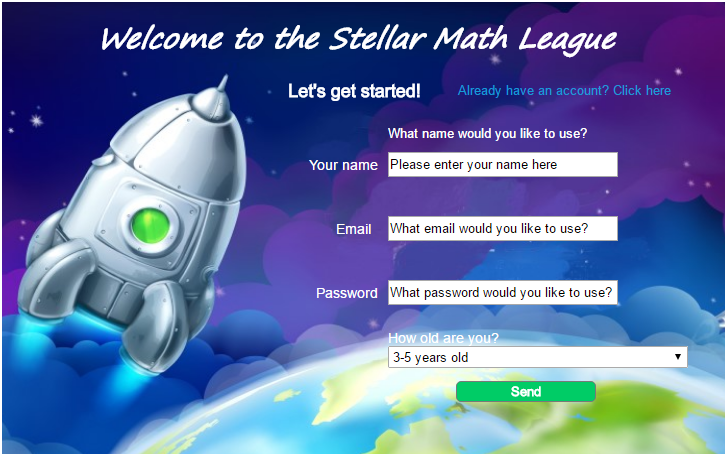 Welcome to the Stellar Math League
Let's get started!
Already have an account? Click here
What name would you like to use?
Your name
Please enter your name here
Email
What email would you like to use?
Password
What password would you like to use?
How old are you?
3-5 years old
Send